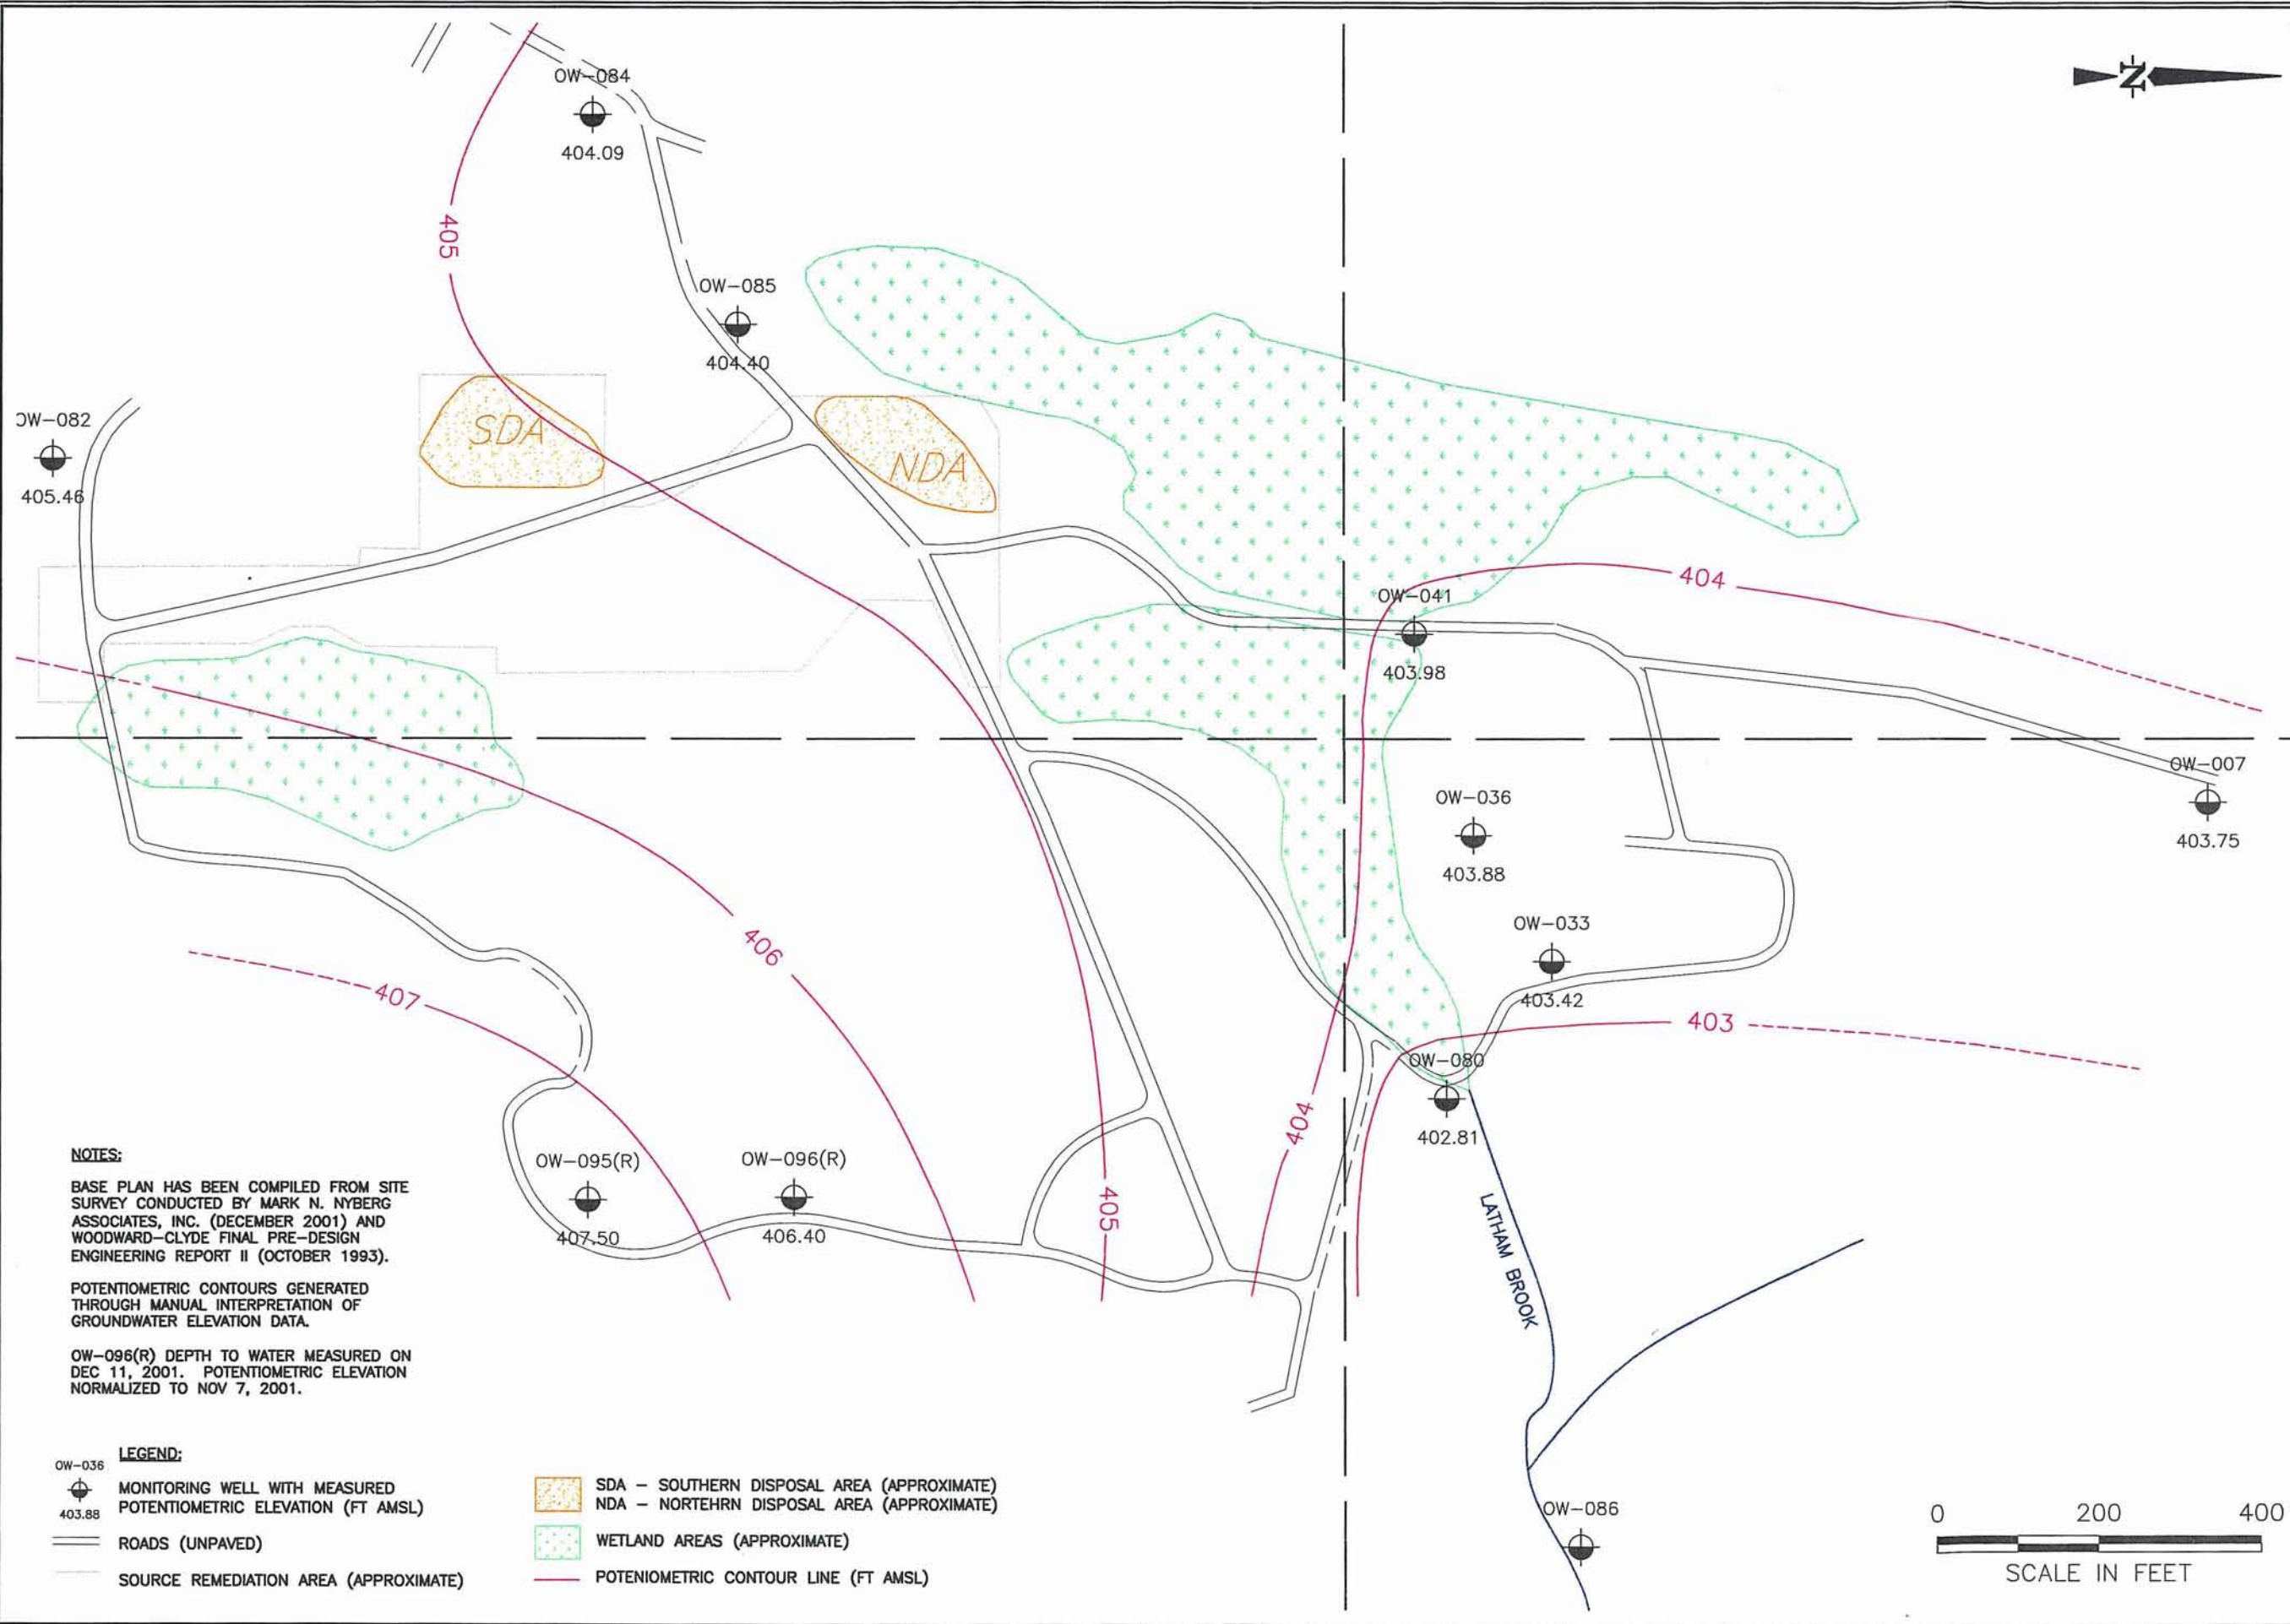 N
OW-084
404.09
405
OW-085
404.40
OW-082
405.46
SDA
NDA
404
OW-041
403.98
OW-007
403.75
OW-036
403.88
406
OW-033
403.42
407
403
OW-080
402.81
404
OW-095(R)
407.50
OW-096(R)
406.40
405
LATHAM BROOK
OW-086
NOTES:
BASE PLAN HAS BEEN COMPILED FROM SITE
SURVEY CONDUCTED BY MARK N. NYBERG
ASSOCIATES, INC. (DECEMBER 2001) AND
WOODWARD-CLYDE FINAL PRE-DESIGN
ENGINEERING REPORT II (OCTOBER 1993).
POTENTIOMETRIC CONTOURS GENERATED
THROUGH MANUAL INTERPRETATION OF
GROUNDWATER ELEVATION DATA.
OW-096(R) DEPTH TO WATER MEASURED ON
DEC 11, 2001. POTENTIOMETRIC ELEVATION
NORMALIZED TO NOV 7, 2001.
LEGEND:
OW-036
403.88
MONITORING WELL WITH MEASURED
POTENTIOMETRIC ELEVATION (FT AMSL)
ROADS (UNPAVED)
SOURCE REMEDIATION AREA (APPROXIMATE)
SDA - SOUTHERN DISPOSAL AREA (APPROXIMATE)
NDA - NORTEHRN DISPOSAL AREA (APPROXIMATE)
WETLAND AREAS (APPROXIMATE)
POTENIOMETRIC CONTOUR LINE (FT AMSL)
0 200 400
SCALE IN FEET